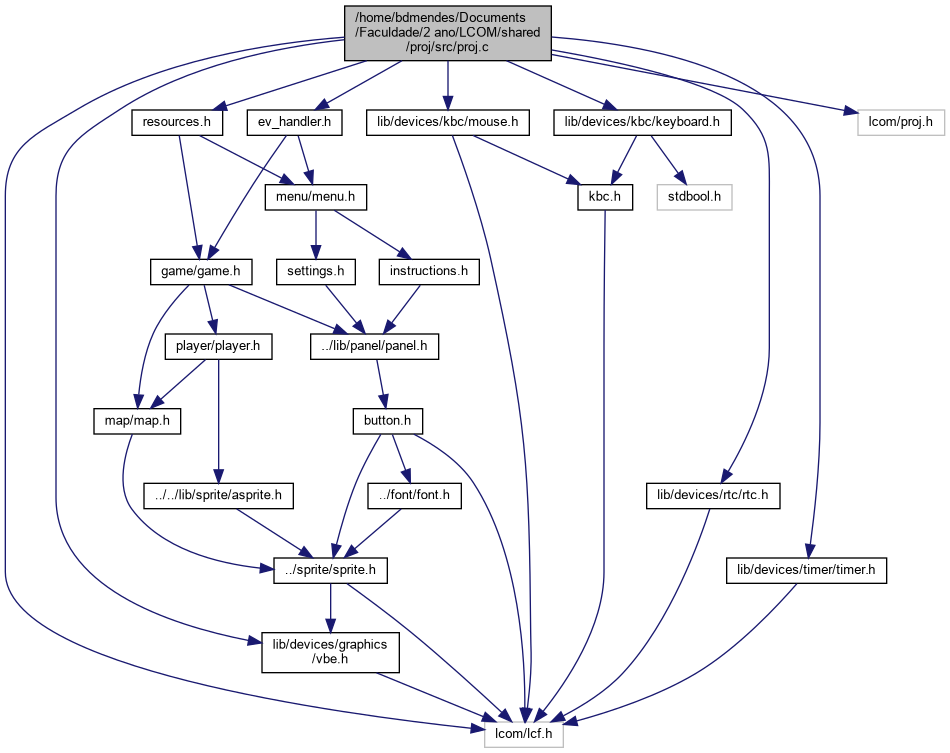 /home/bdmendes/Documents
/Faculdade/2 ano/LCOM/shared
/proj/src/proj.c
resources.h
ev_handler.h
lib/devices/kbc/mouse.h
lib/devices/kbc/keyboard.h
lcom/proj.h
menu/menu.h
kbc.h
stdbool.h
game/game.h
settings.h
instructions.h
player/player.h
../lib/panel/panel.h
map/map.h
button.h
../../lib/sprite/asprite.h
../font/font.h
lib/devices/rtc/rtc.h
../sprite/sprite.h
lib/devices/timer/timer.h
lib/devices/graphics
/vbe.h
lcom/lcf.h